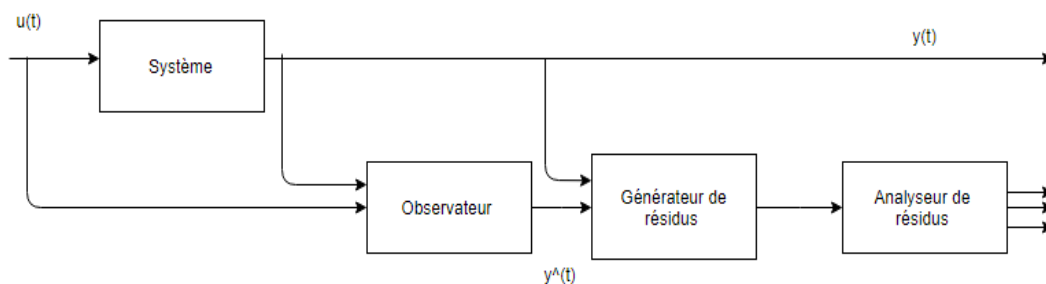 u(t)
Système
y(t)
Observateur
Générateur de
résidus
Analyseur de
résidus
y^(t)